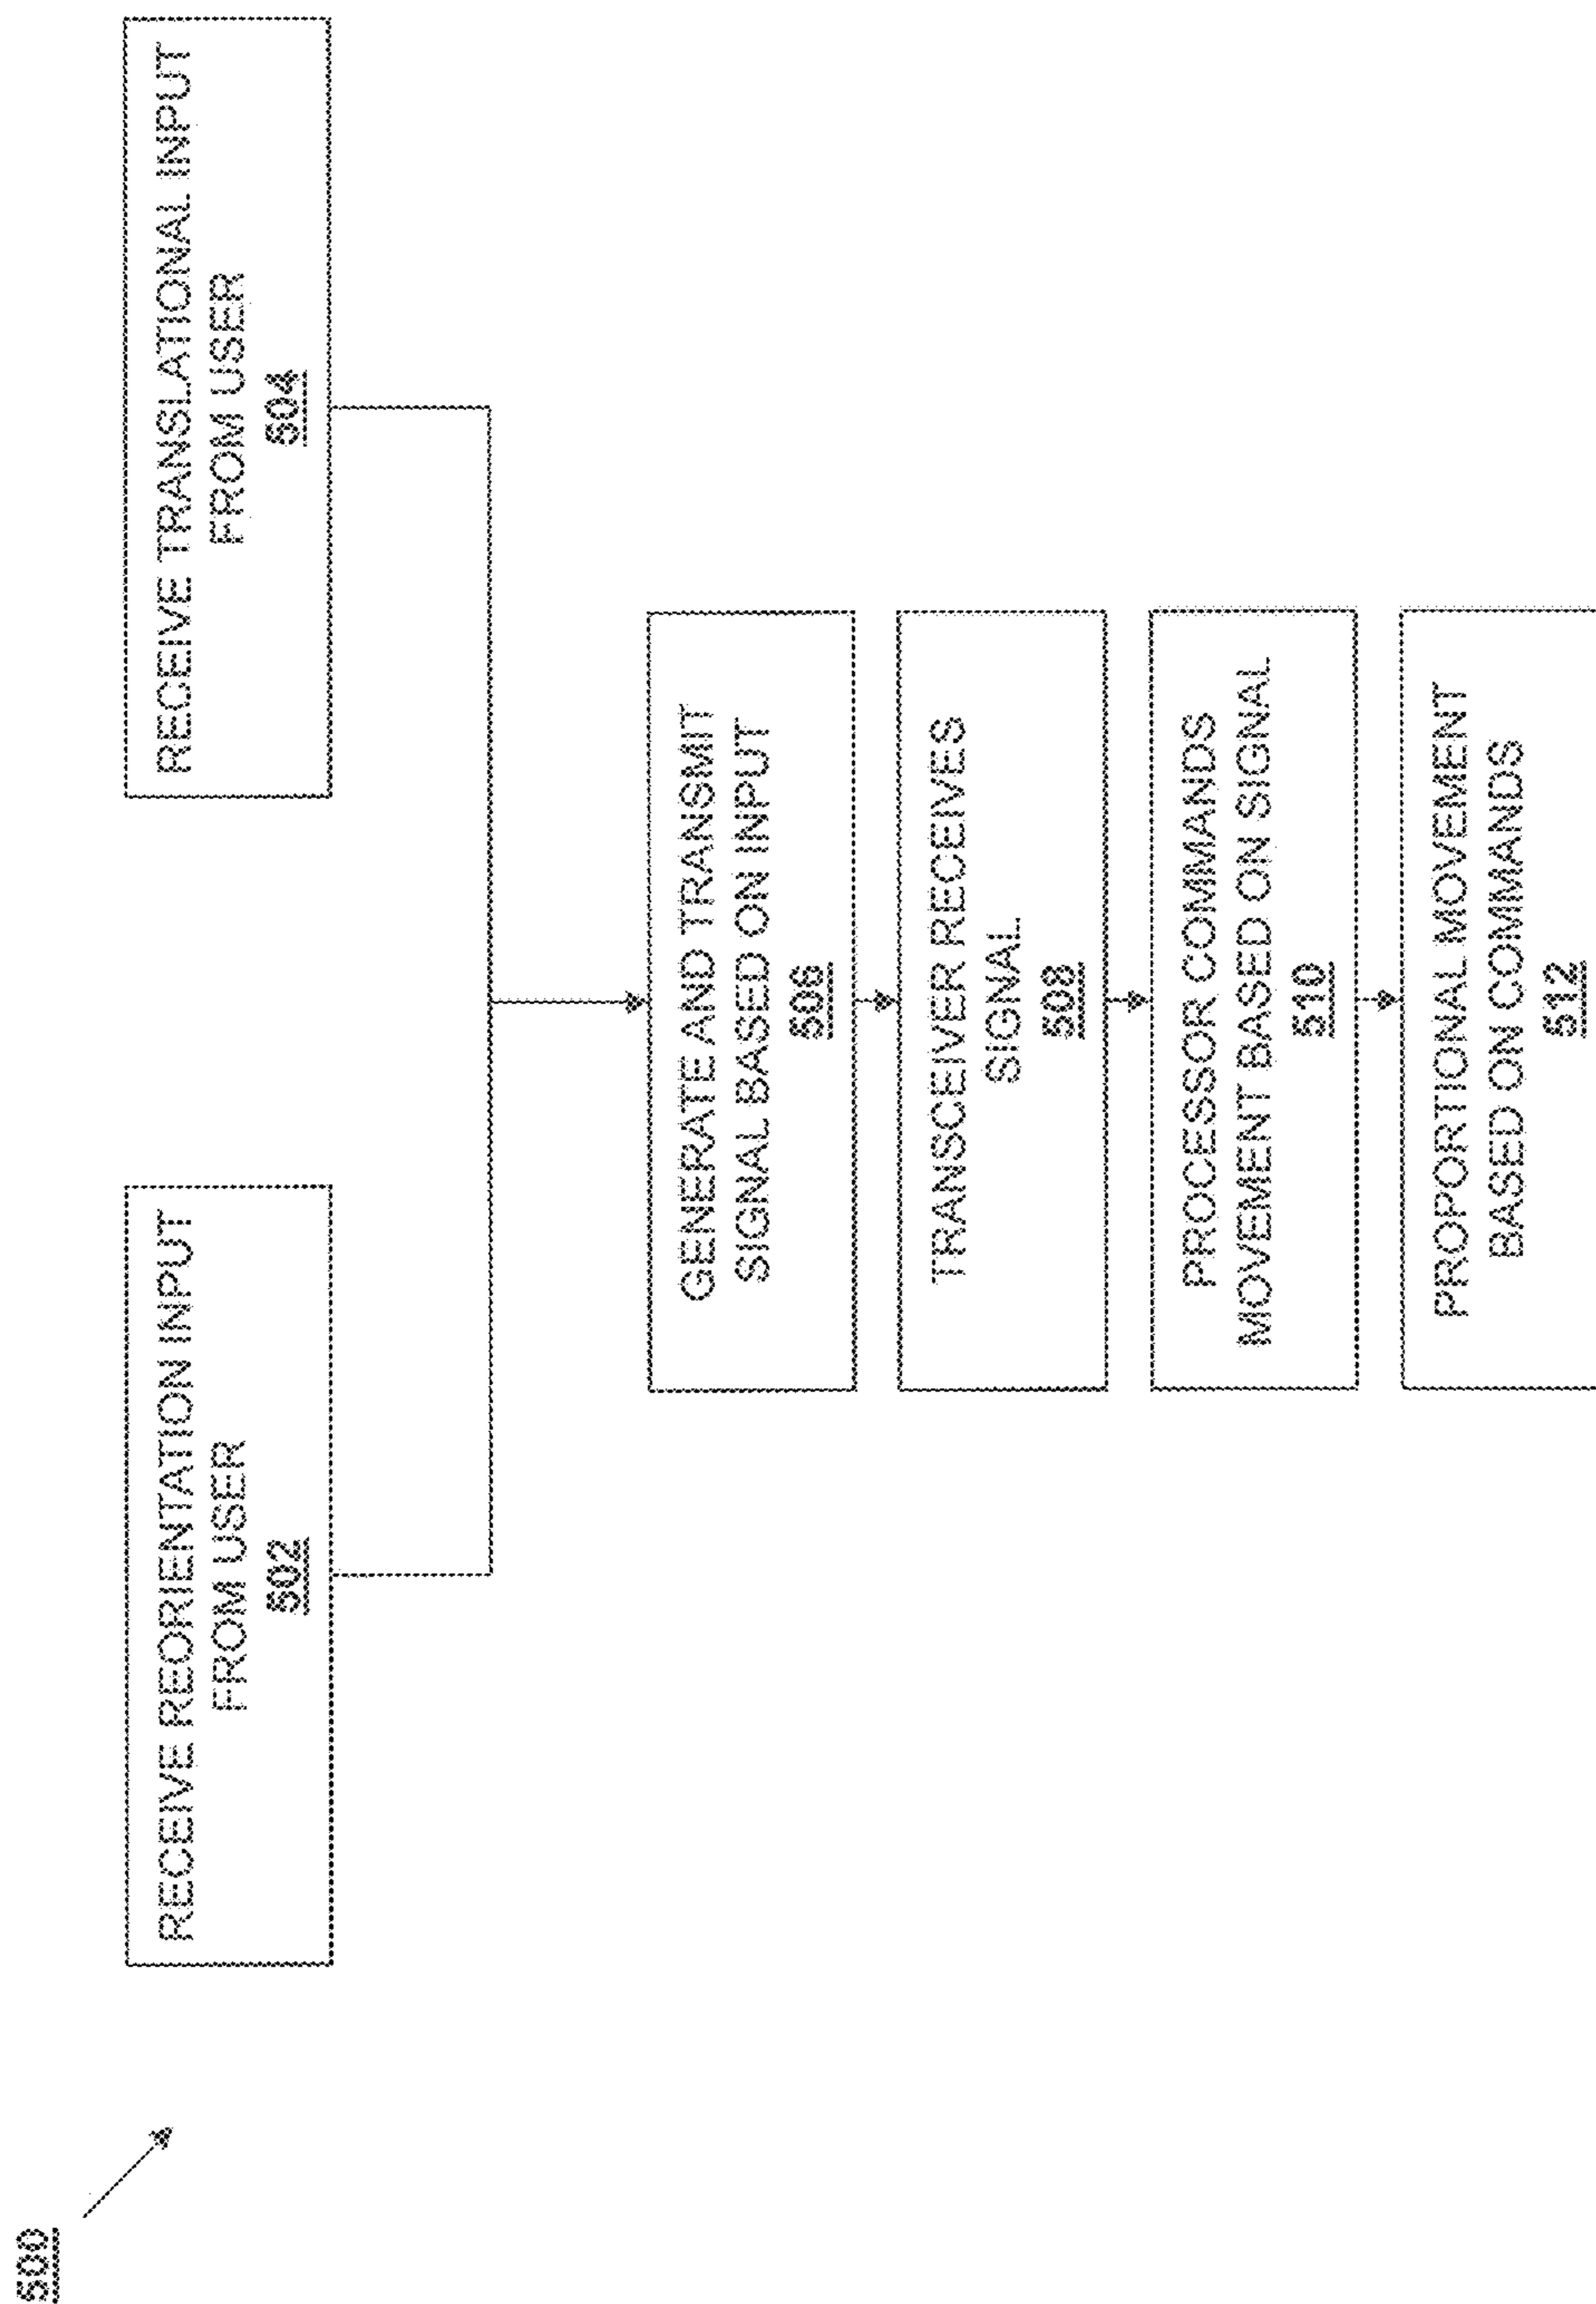 500
RECEIVE REORIENTATION INPUT
FROM USER
502
RECEIVE TRANSLATIONAL INPUT
FROM USER
504
GENERATE AND TRANSMIT
SIGNAL BASED ON INPUT
506
TRANSCEIVER RECEIVES
SIGNAL
508
PROCESSOR COMMANDS
MOVEMENT BASED ON SIGNAL
510
PROPORTIONAL MOVEMENT
BASED ON COMMANDS
512